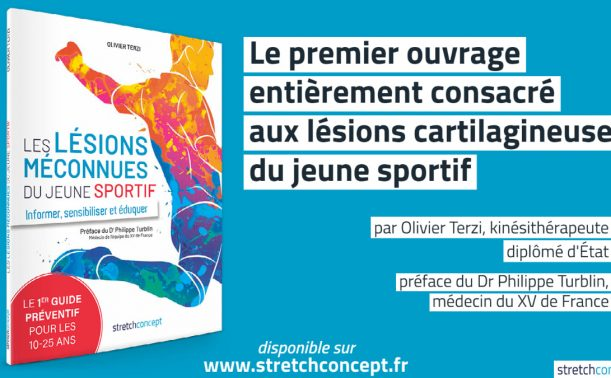 OLIVIER TERZI
LES LÉSIONS
MÉCONNUES
DU JEUNE SPORTIF
Informer, sensibiliser et éduquer
Préface du Dr Philippe Turblin
Médecin de l'équipe du XV de France
LE 1ER GUIDE
PRÉVENTIF
POUR LES
10-25 ANS
stretchconcept
Le premier ouvrage
entièrement consacré
aux lésions cartilagineuse
du jeune sportif
par Olivier Terzi, kinésithérapeute
diplômé d'État
préface du Dr Philippe Turblin,
médecin du XV de France
disponible sur
www.stretchconcept.fr
stretchcon